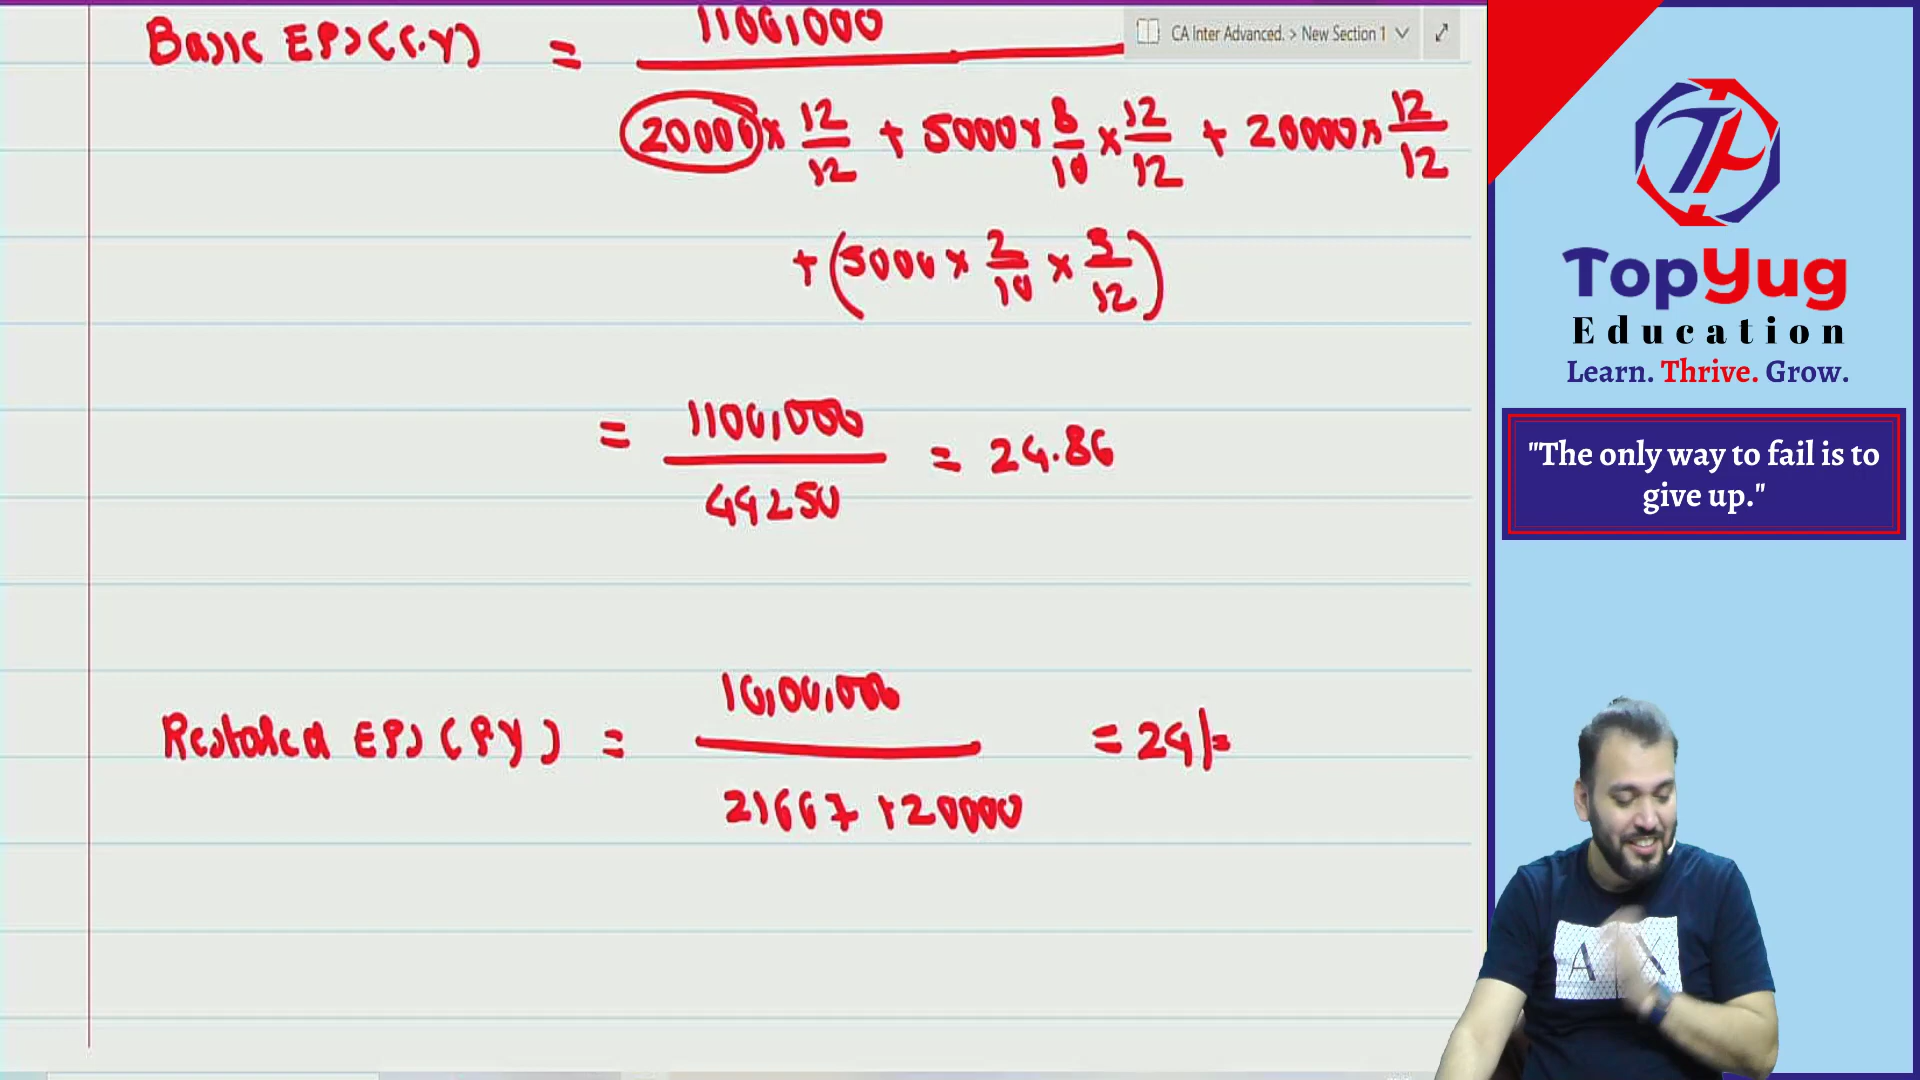 CA Inter Advanced. > New Section 1
Basic EPS (C.Y) = 1100,000
20000 × 12/12 + 5000 × 8/10 × 12/12 + 20000 × 12/12
+ (5000 × 2/10 × 3/12)
= 1100,000 / 44250 = 24.86
Restated EPS (P.Y) = 10,00,000 / 21667 + 20000 = 24/=
TopYug
Education
Learn. Thrive. Grow.
"The only way to fail is to
give up."
A X